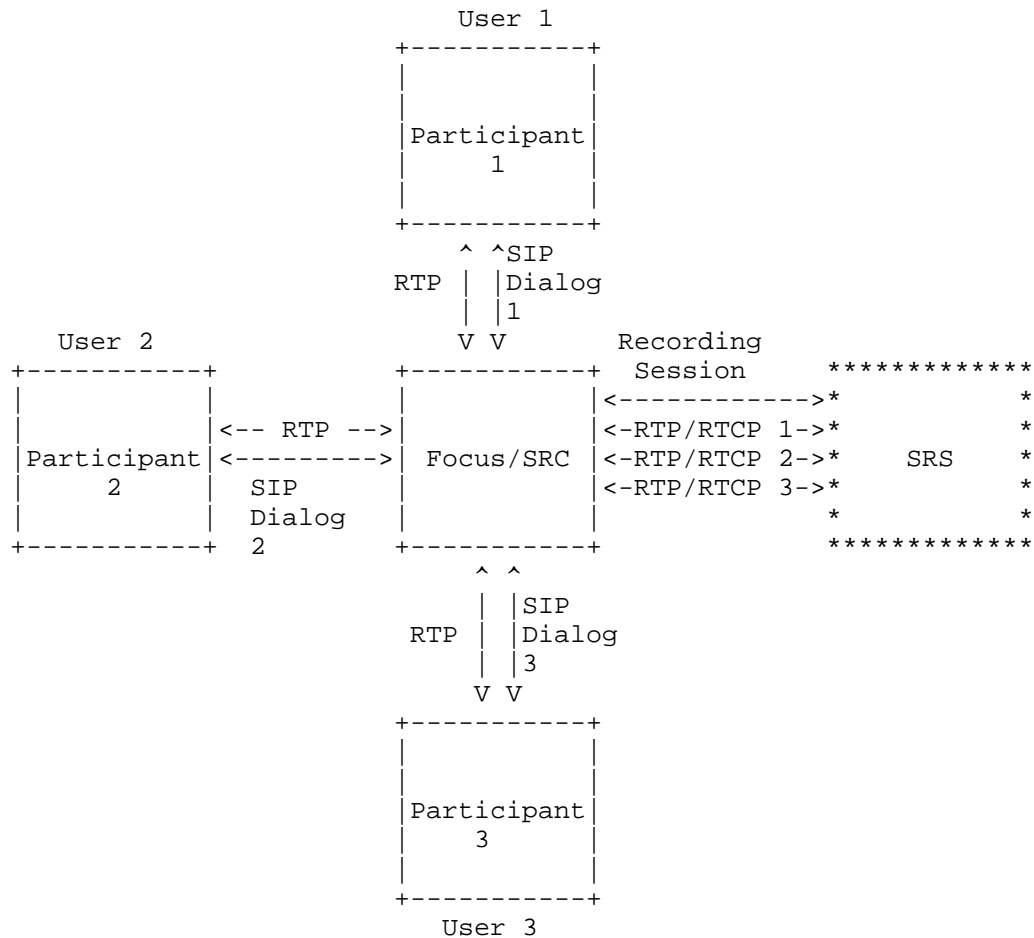 User 1
Participant
1
SIP
RTP Dialog
1
User 2 Recording
Session
RTP RTP/RTCP 1
Participant Focus/SRC RTP/RTCP 2 SRS
2 SIP RTP/RTCP 3
Dialog
2
SIP
RTP Dialog
3
Participant
3
User 3